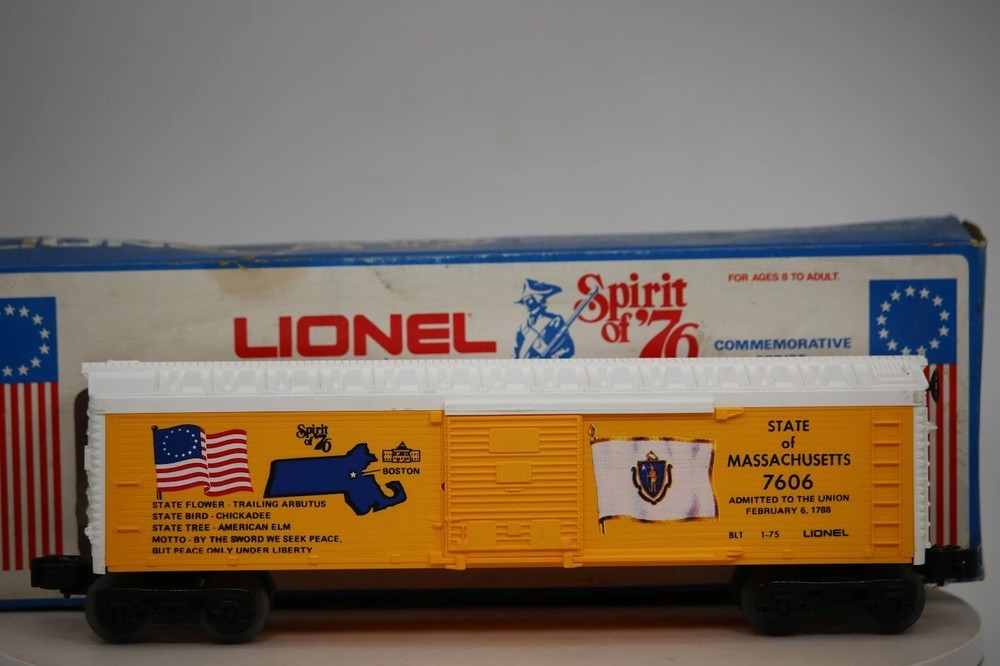 FOR AGES 8 TO ADULT.
LIONEL
Spirit
of '76
COMMEMORATIVE
Spirit
of '76
BOSTON
STATE FLOWER - TRAILING ARBUTUS
STATE BIRD - CHICKADEE
STATE TREE - AMERICAN ELM
MOTTO - BY THE SWORD WE SEEK PEACE,
BUT PEACE ONLY UNDER LIBERTY
STATE
of
MASSACHUSETTS
7606
ADMITTED TO THE UNION
FEBRUARY 6, 1788
BLT 1-75 LIONEL